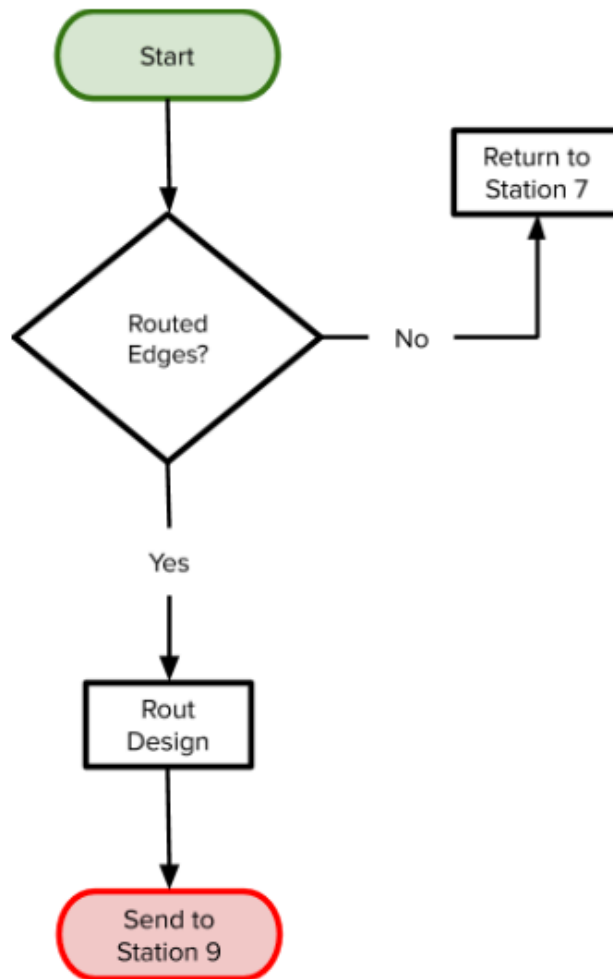 Start
Return to
Station 7
Routed
Edges?
No
Yes
Rout
Design
Send to
Station 9